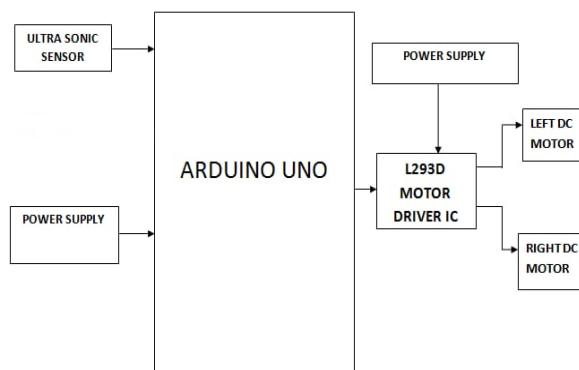 ULTRA SONIC
SENSOR
POWER SUPPLY
ARDUINO UNO
POWER SUPPLY
L293D
MOTOR
DRIVER IC
LEFT DC
MOTOR
RIGHT DC
MOTOR